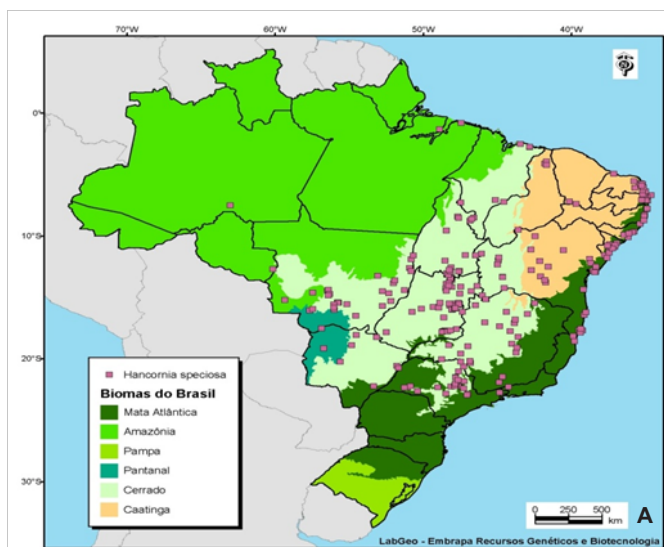 70°W 60°W 50°W 40°W
0°
10°S
20°S
30°S
Hancornia speciosa
Biomas do Brasil
Mata Atlântica
Amazônia
Pampa
Pantanal
Cerrado
Caatinga
0 250 500
km
A
LabGeo - Embrapa Recursos Genéticos e Biotecnologia